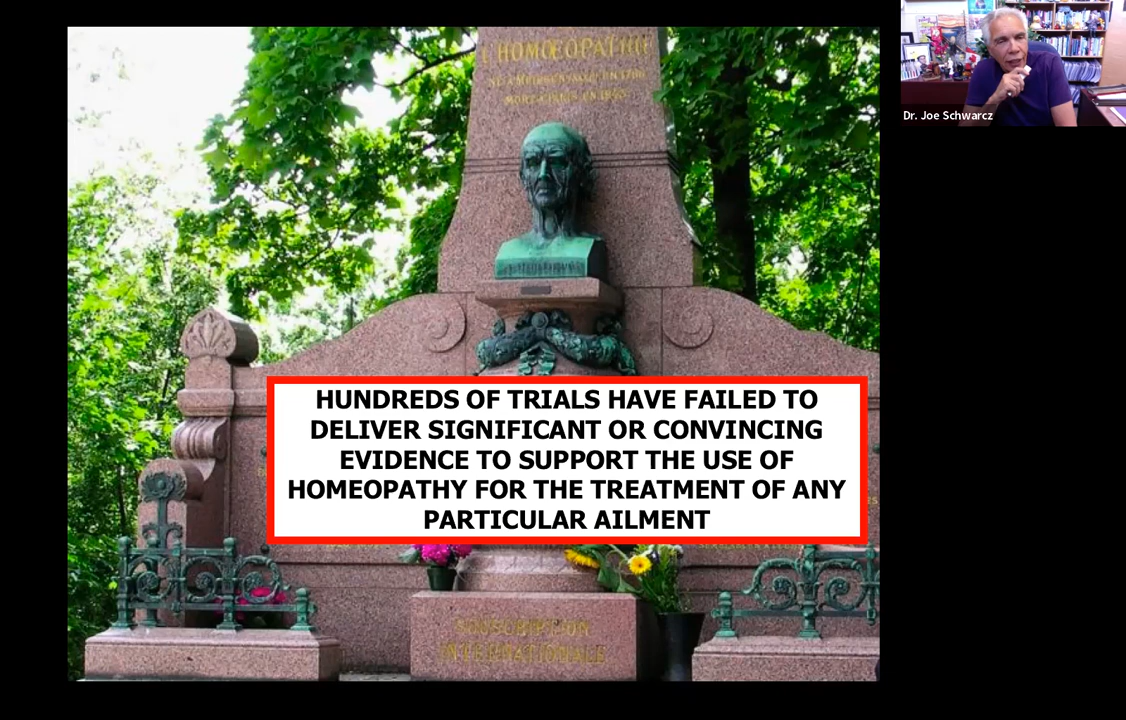 L'HOMŒOPATHIE
HUNDREDS OF TRIALS HAVE FAILED TO
DELIVER SIGNIFICANT OR CONVINCING
EVIDENCE TO SUPPORT THE USE OF
HOMEOPATHY FOR THE TREATMENT OF ANY
PARTICULAR AILMENT
SOUSCRIPTION
INTERNATIONALE
Dr. Joe Schwarcz